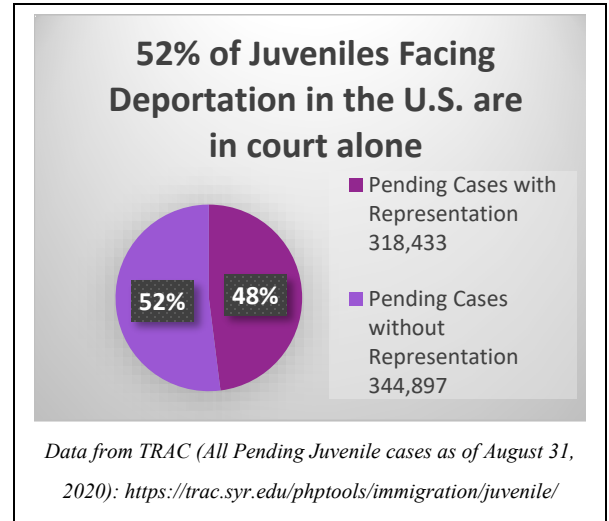 52% of Juveniles Facing
Deportation in the U.S. are
in court alone
Pending Cases with
Representation
318,433
52%
48%
Pending Cases
without
Representation
344,897
Data from TRAC (All Pending Juvenile cases as of August 31,
2020): https://trac.syr.edu/phptools/immigration/juvenile/